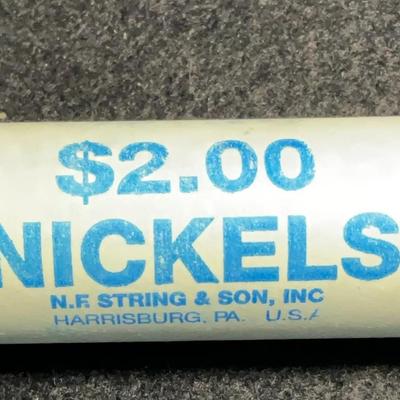 $2.00
NICKELS
N.F. STRING & SON, INC
HARRISBURG, PA. U.S.A